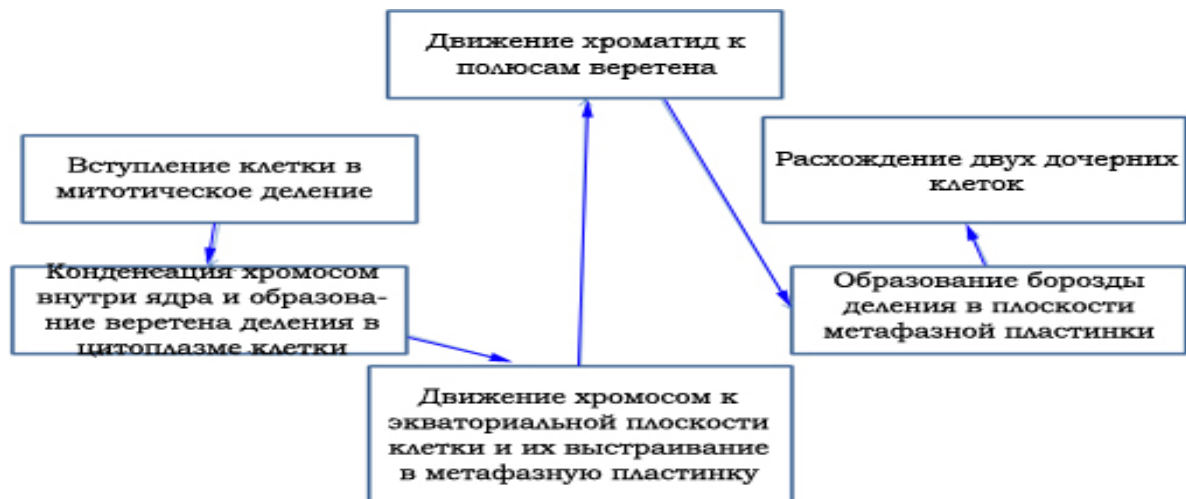 Движение хроматид к
полюсам веретена
Вступление клетки в
митотическое деление
Расхождение двух дочерних
клеток
Конденсация хромосом
внутри ядра и образова-
ние веретена деления в
цитоплазме клетки
Образование борозды
деления в плоскости
метафазной пластинки
Движение хромосом к
экваториальной плоскости
клетки и их выстраивание
в метафазную пластинку